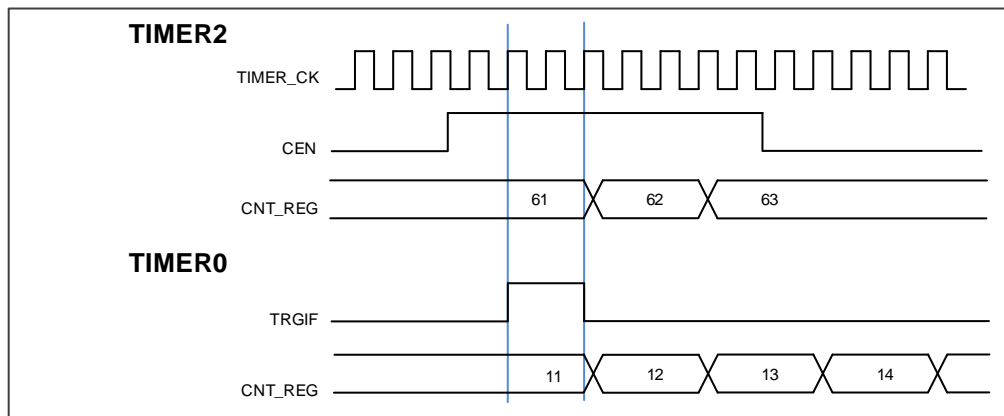 TIMER2
TIMER_CK
CEN
CNT_REG 61 62 63
TIMER0
TRGIF
CNT_REG 11 12 13 14